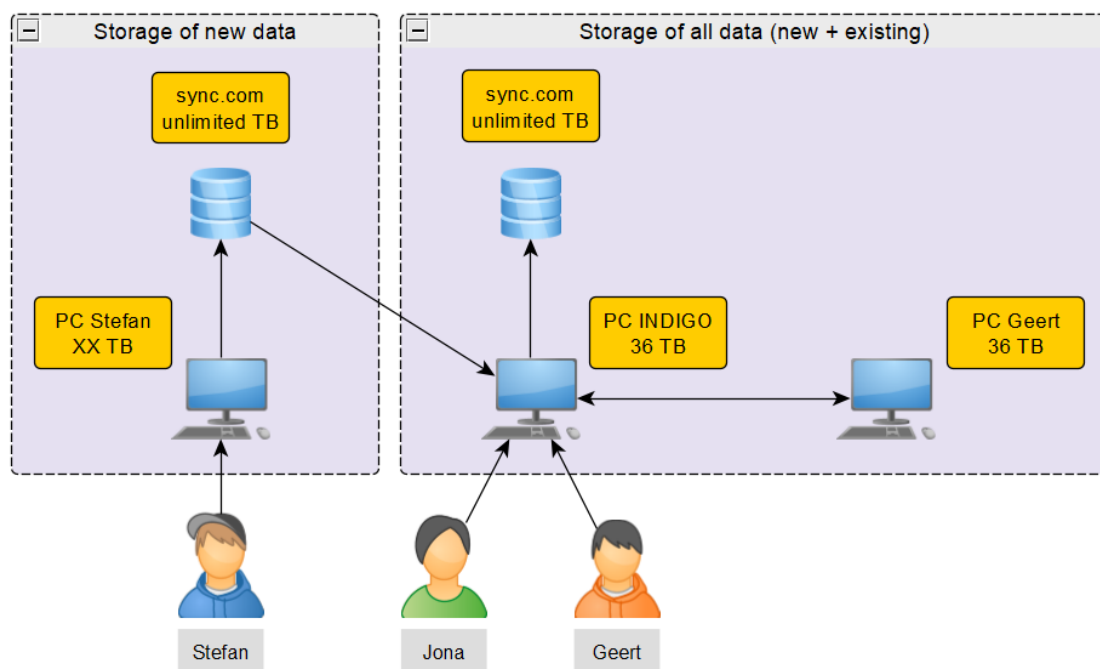 Storage of new data
Storage of all data (new + existing)
sync.com
unlimited TB
sync.com
unlimited TB
PC Stefan
XX TB
PC INDIGO
36 TB
PC Geert
36 TB
Stefan
Jona
Geert